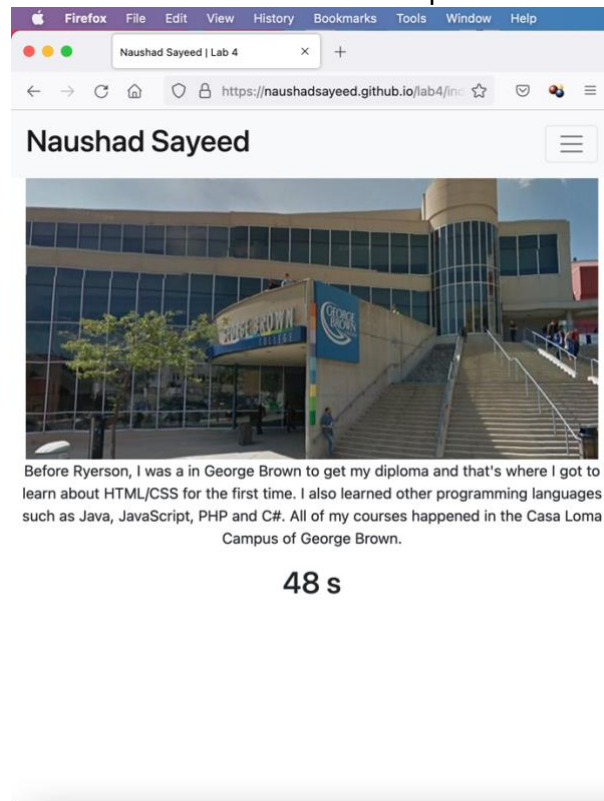 Firefox File Edit View History Bookmarks Tools Window Help
Naushad Sayeed | Lab 4
https://naushadsayeed.github.io/lab4/in
Naushad Sayeed
GEORGE BROWN
COLLEGE
GEORGE
BROWN
Before Ryerson, I was a in George Brown to get my diploma and that's where I got to
learn about HTML/CSS for the first time. I also learned other programming languages
such as Java, JavaScript, PHP and C#. All of my courses happened in the Casa Loma
Campus of George Brown.
48 s